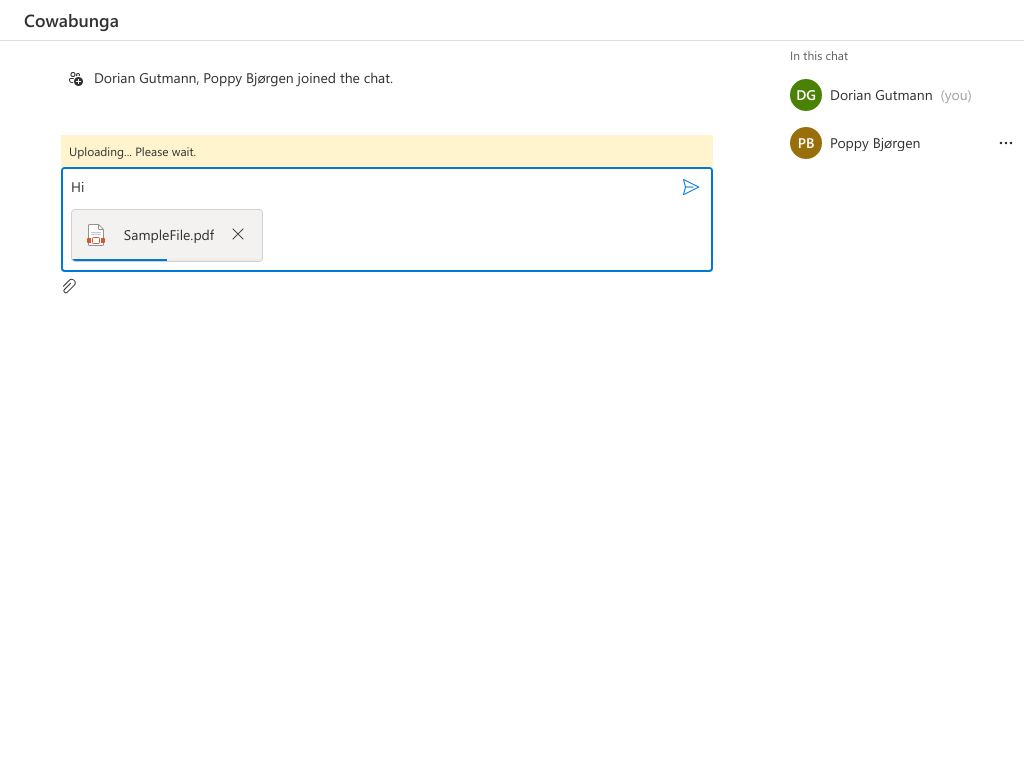 Cowabunga
Dorian Gutmann, Poppy Bjørgen joined the chat.
Uploading... Please wait.
Hi
SampleFile.pdf
In this chat
DG Dorian Gutmann (you)
PB Poppy Bjørgen